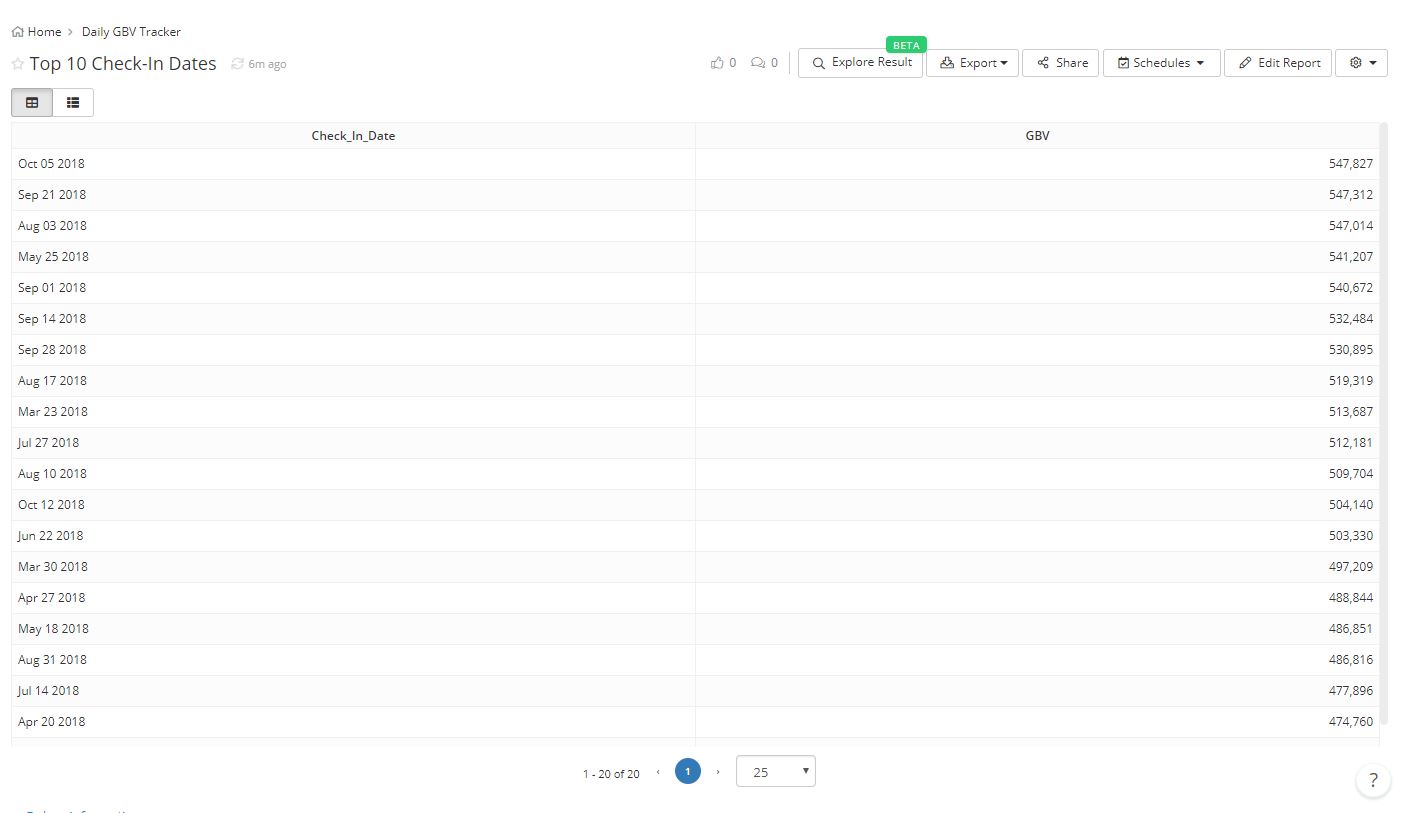 Home > Daily GBV Tracker
Top 10 Check-In Dates 6m ago
0 0 Explore Result BETA Export Share Schedules Edit Report
Check_In_Date GBV
Oct 05 2018 547,827
Sep 21 2018 547,312
Aug 03 2018 547,014
May 25 2018 541,207
Sep 01 2018 540,672
Sep 14 2018 532,484
Sep 28 2018 530,895
Aug 17 2018 519,319
Mar 23 2018 513,687
Jul 27 2018 512,181
Aug 10 2018 509,704
Oct 12 2018 504,140
Jun 22 2018 503,330
Mar 30 2018 497,209
Apr 27 2018 488,844
May 18 2018 486,851
Aug 31 2018 486,816
Jul 14 2018 477,896
Apr 20 2018 474,760
1 - 20 of 20 ‹ 1 › 25
?